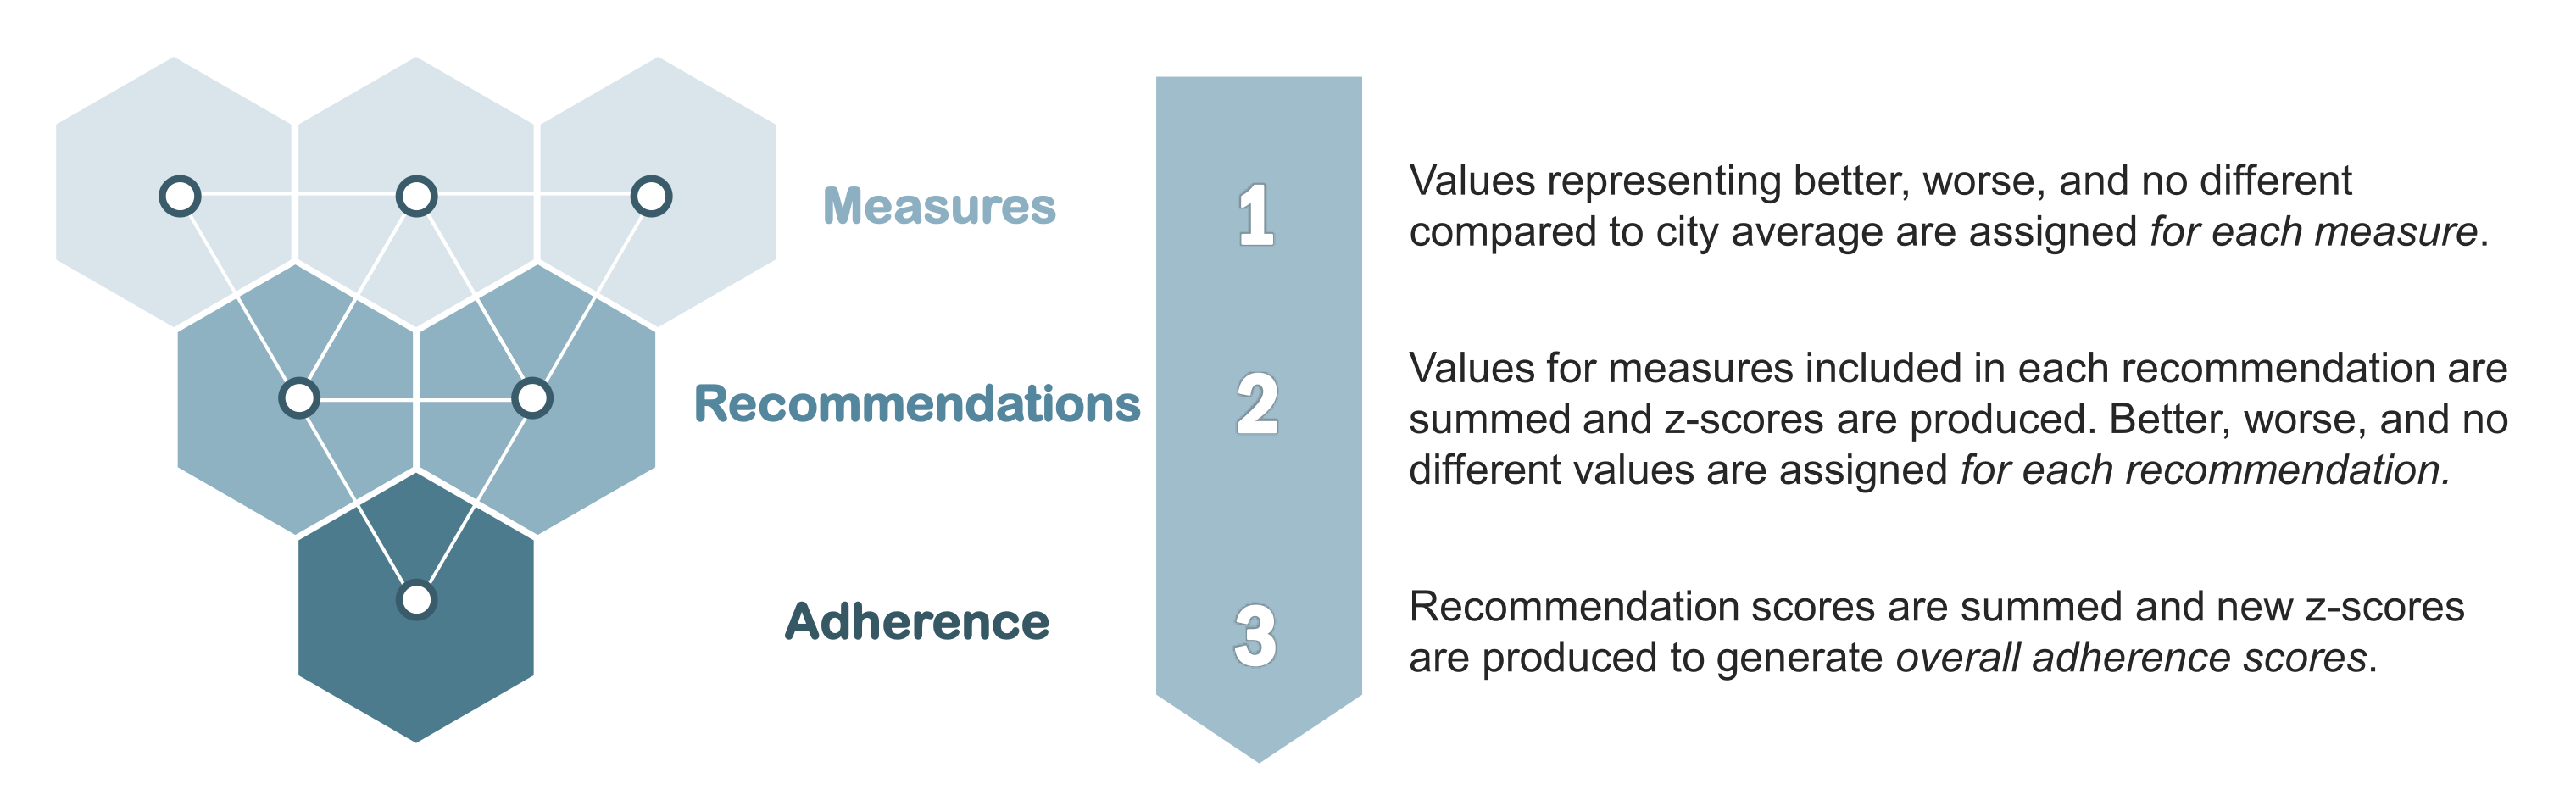 Measures
1
Values representing better, worse, and no different
compared to city average are assigned for each measure.
Recommendations
2
Values for measures included in each recommendation are
summed and z-scores are produced. Better, worse, and no
different values are assigned for each recommendation.
Adherence
3
Recommendation scores are summed and new z-scores
are produced to generate overall adherence scores.